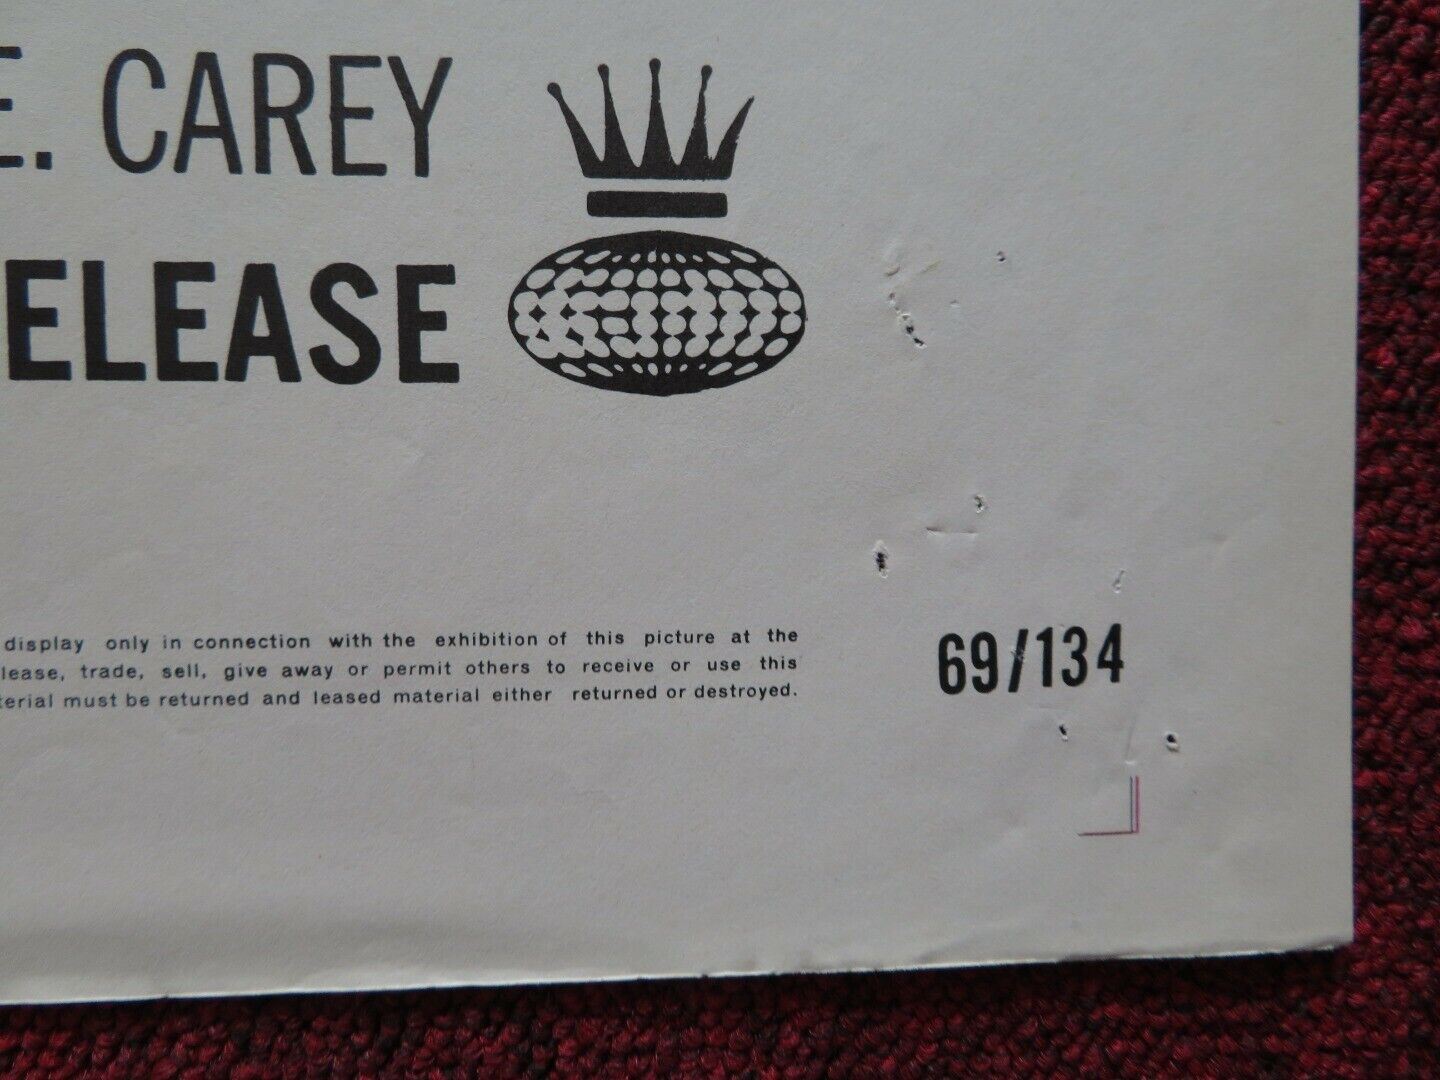 E. CAREY
ELEASE
display only in connection with the exhibition of this picture at the
lease, trade, sell, give away or permit others to receive or use this
terial must be returned and leased material either returned or destroyed.
69/134